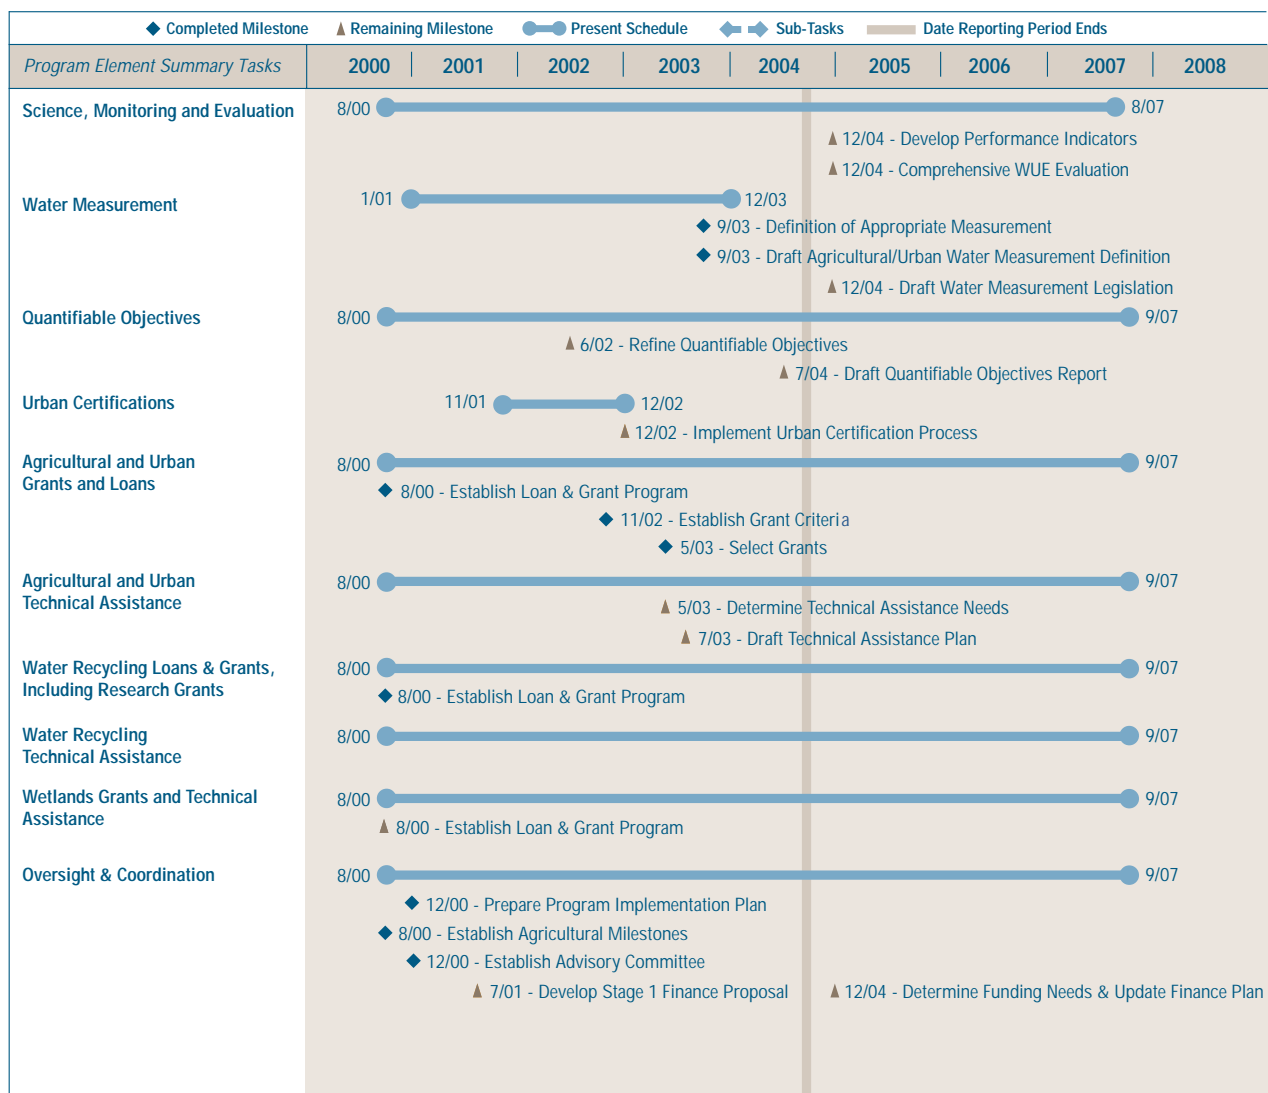 Completed Milestone Remaining Milestone Present Schedule Sub-Tasks Date Reporting Period Ends
Program Element Summary Tasks 2000 2001 2002 2003 2004 2005 2006 2007 2008
Science, Monitoring and Evaluation 8/00 8/07
12/04 - Develop Performance Indicators
12/04 - Comprehensive WUE Evaluation
Water Measurement 1/01 12/03
9/03 - Definition of Appropriate Measurement
9/03 - Draft Agricultural/Urban Water Measurement Definition
12/04 - Draft Water Measurement Legislation
Quantifiable Objectives 8/00 9/07
6/02 - Refine Quantifiable Objectives
7/04 - Draft Quantifiable Objectives Report
Urban Certifications 11/01 12/02
12/02 - Implement Urban Certification Process
Agricultural and Urban
Grants and Loans 8/00 9/07
8/00 - Establish Loan & Grant Program
11/02 - Establish Grant Criteria
5/03 - Select Grants
Agricultural and Urban
Technical Assistance 8/00 9/07
5/03 - Determine Technical Assistance Needs
7/03 - Draft Technical Assistance Plan
Water Recycling Loans & Grants,
Including Research Grants 8/00 9/07
8/00 - Establish Loan & Grant Program
Water Recycling
Technical Assistance 8/00 9/07
Wetlands Grants and Technical
Assistance 8/00 9/07
8/00 - Establish Loan & Grant Program
Oversight & Coordination 8/00 9/07
12/00 - Prepare Program Implementation Plan
8/00 - Establish Agricultural Milestones
12/00 - Establish Advisory Committee
7/01 - Develop Stage 1 Finance Proposal 12/04 - Determine Funding Needs & Update Finance Plan